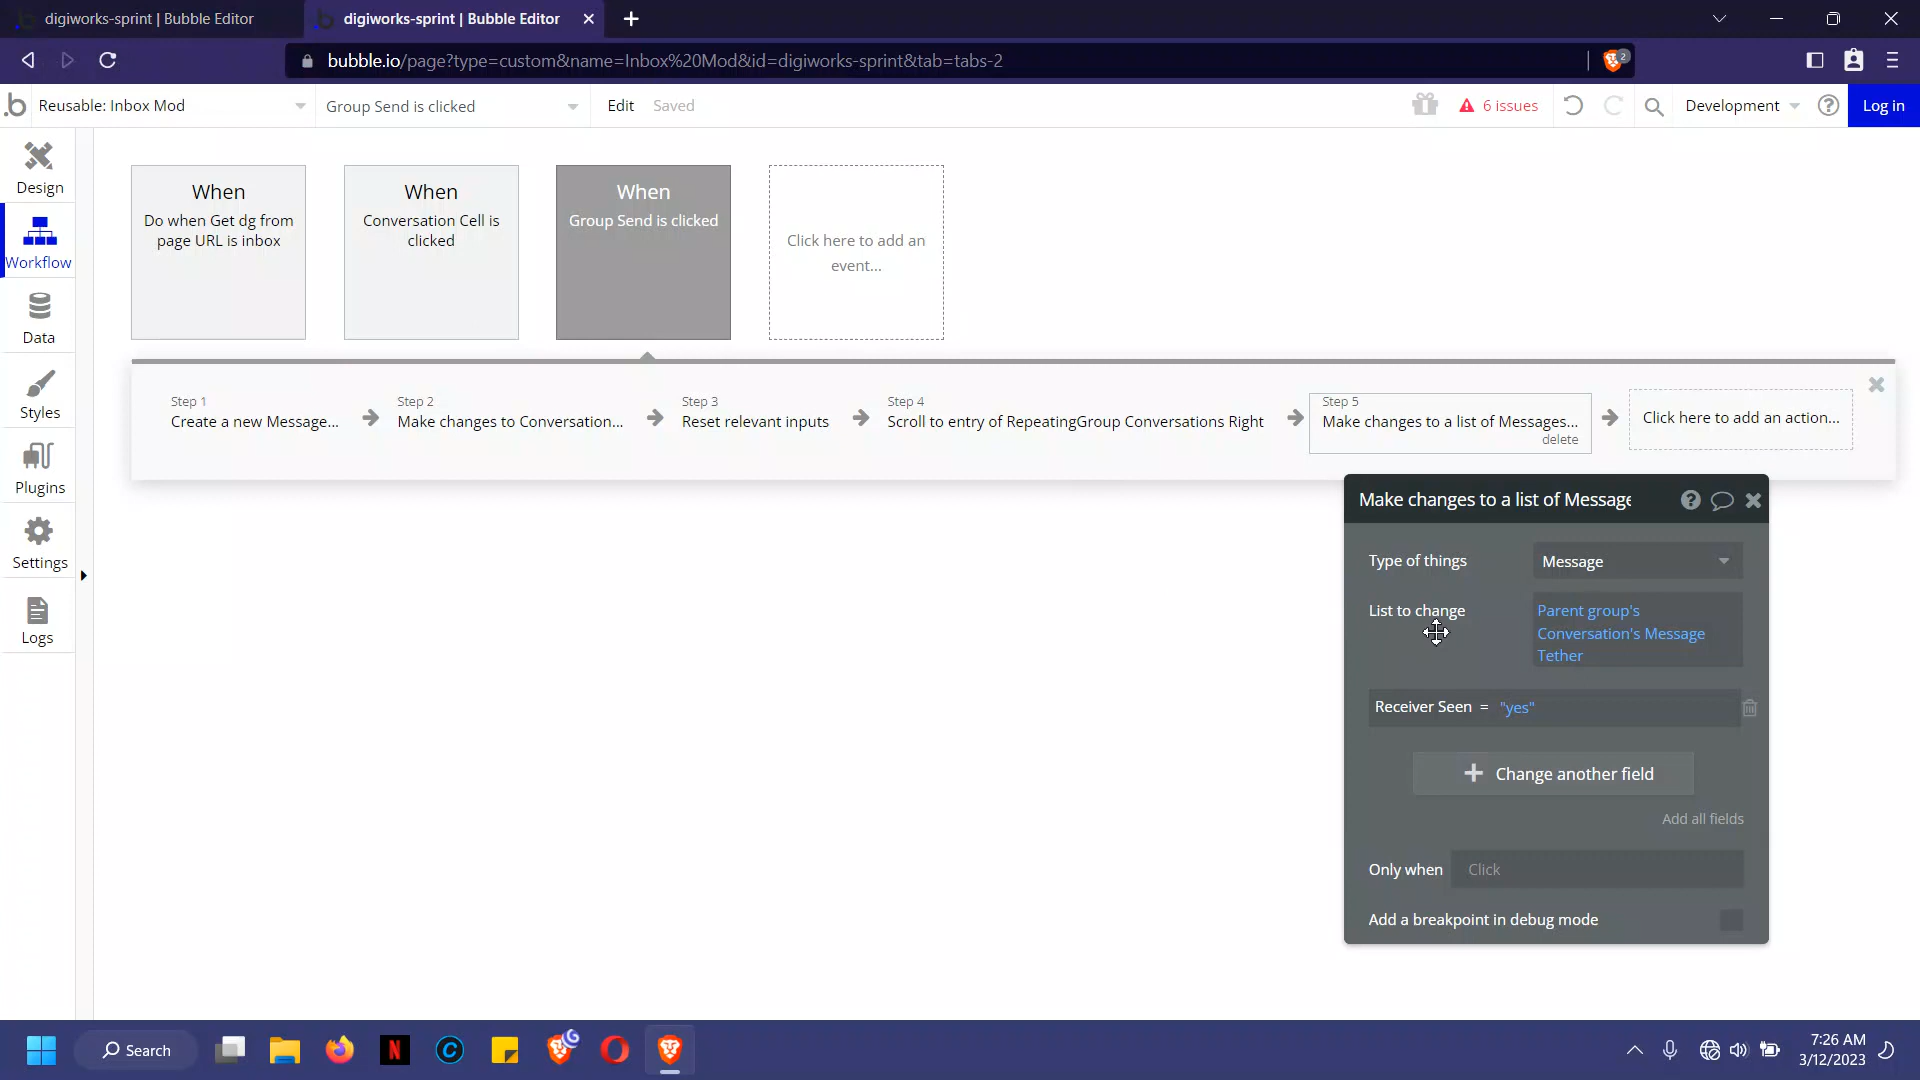 digiworks-sprint | Bubble Editor
digiworks-sprint | Bubble Editor
bubble.io/page?type=custom&name=Inbox%20Mod&id=digiworks-sprint&tab=tabs-2
2
Reusable: Inbox Mod
Group Send is clicked
Edit
Saved
6 issues
Development
Log in
Design
Workflow
Data
Styles
Plugins
Settings
Logs
When
Do when Get dg from
page URL is inbox
When
Conversation Cell is
clicked
When
Group Send is clicked
Click here to add an
event...
Step 1
Create a new Message...
Step 2
Make changes to Conversation...
Step 3
Reset relevant inputs
Step 4
Scroll to entry of RepeatingGroup Conversations Right
Step 5
Make changes to a list of Messages...
delete
Click here to add an action...
Make changes to a list of Message
Type of things
Message
List to change
Parent group's
Conversation's Message
Tether
Receiver Seen = "yes"
Change another field
Add all fields
Only when
Click
Add a breakpoint in debug mode
Search
7:26 AM
3/12/2023